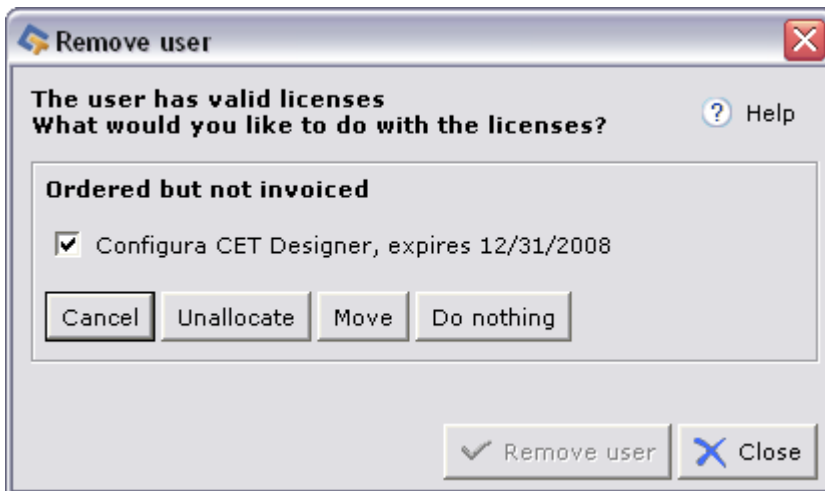 Remove user
The user has valid licenses
What would you like to do with the licenses?
Help
Ordered but not invoiced
Configura CET Designer, expires 12/31/2008
Cancel Unallocate Move Do nothing
Remove user Close